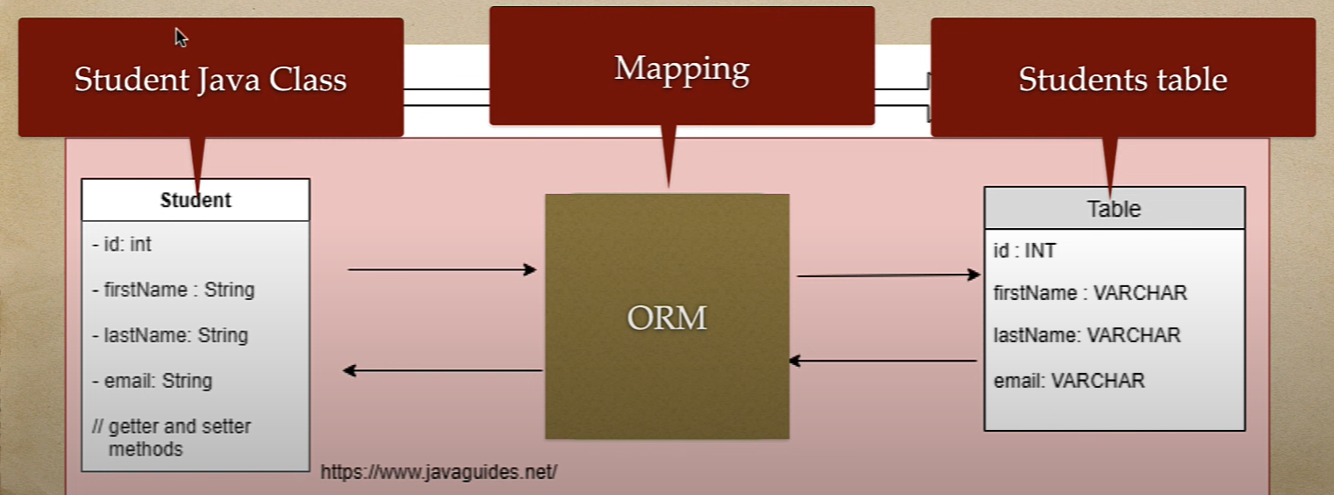 Student Java Class
Mapping
Students table
Student
- id: int
- firstName : String
- lastName: String
- email: String
// getter and setter
methods
ORM
Table
id : INT
firstName : VARCHAR
lastName: VARCHAR
email: VARCHAR
https://www.javaguides.net/